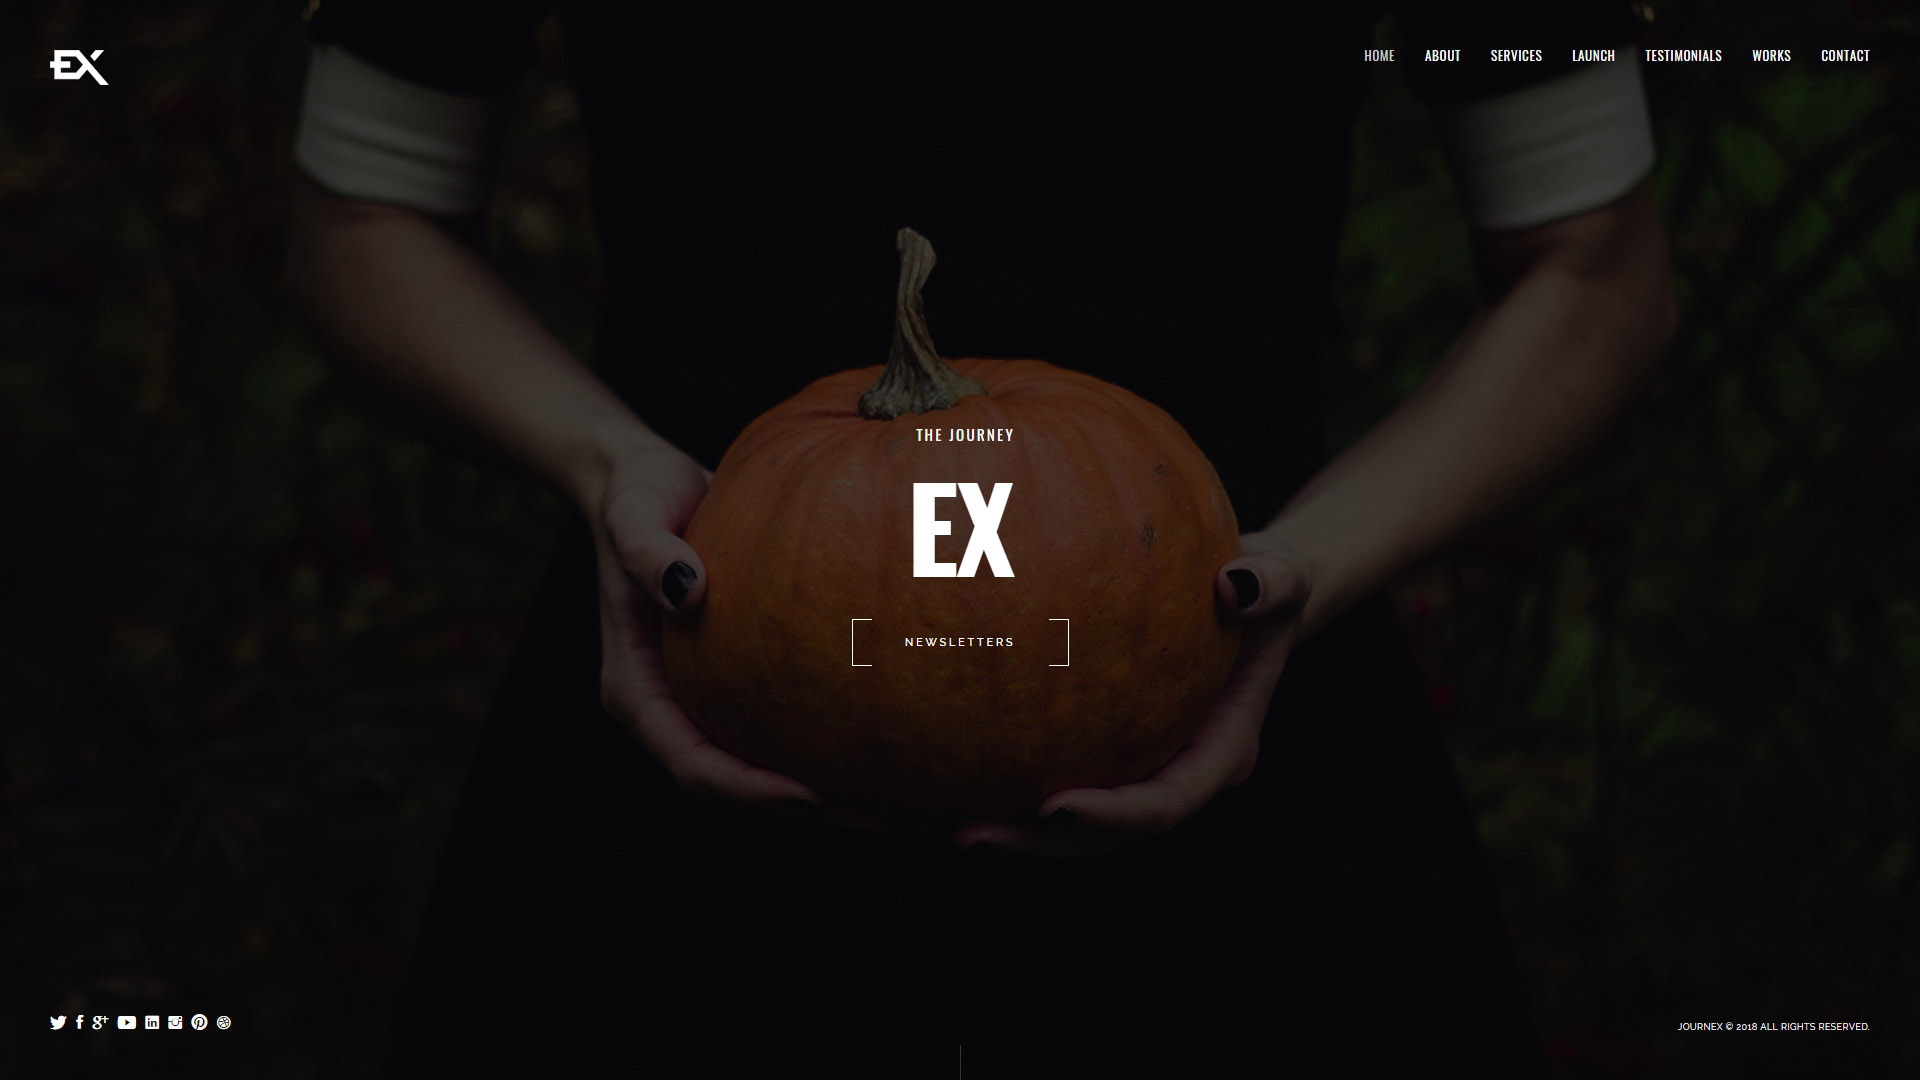 EX
HOME ABOUT SERVICES LAUNCH TESTIMONIALS WORKS CONTACT
THE JOURNEY
EX
NEWSLETTERS
JOURNEX © 2018 ALL RIGHTS RESERVED.